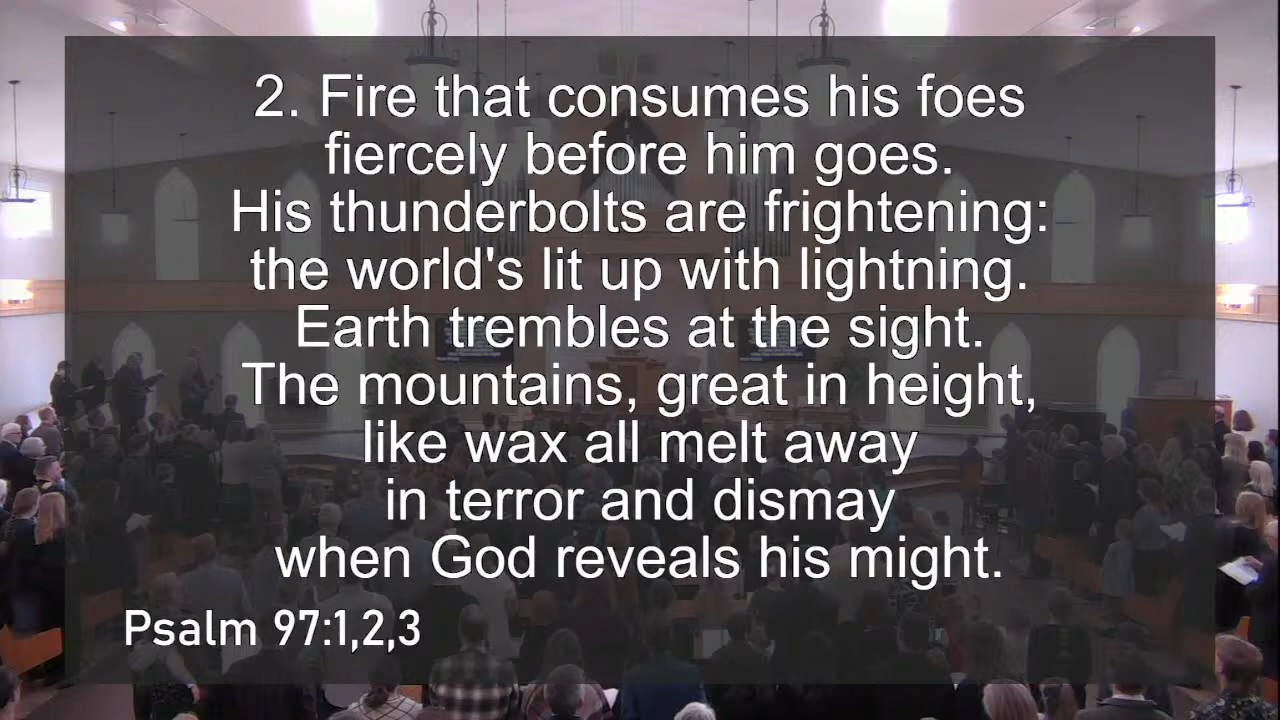 2. Fire that consumes his foes
fiercely before him goes.
His thunderbolts are frightening:
the world's lit up with lightning.
Earth trembles at the sight.
The mountains, great in height,
like wax all melt away
in terror and dismay
when God reveals his might.
Psalm 97:1,2,3